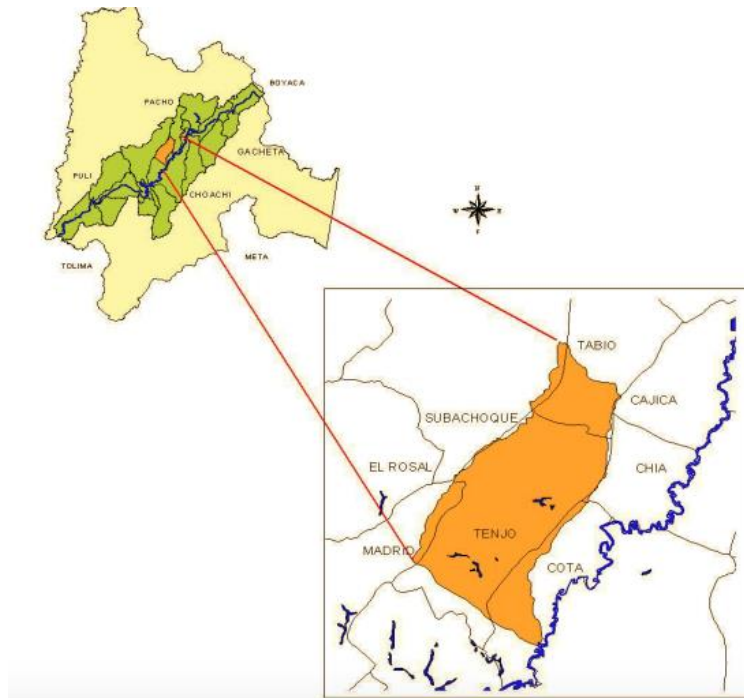 BOYACA
PACHO
GACHETA
PULI
CHOACHI
TOLIMA
META
N
W E
TABIO
CAJICA
SUBACHOQUE
CHIA
EL ROSAL
TENJO
MADRID
COTA